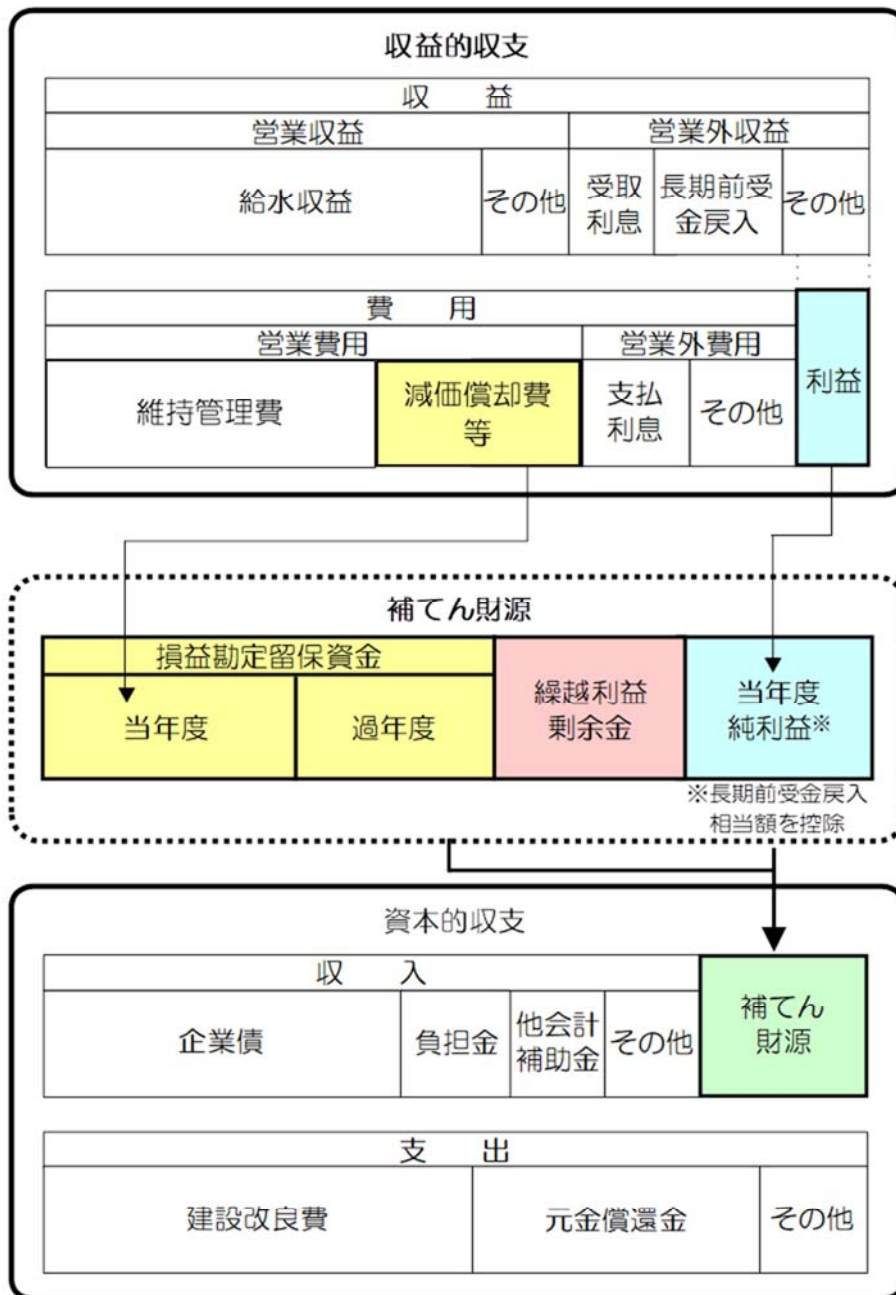 収益的収支
収　　益
営業収益
営業外収益
給水収益
その他
受取
利息
長期前受
金戻入
その他
費　　用
営業費用
営業外費用
利益
維持管理費
減価償却費
等
支払
利息
その他
補てん財源
損益勘定留保資金
当年度
過年度
繰越利益
剰余金
当年度
純利益※
※長期前受金戻入
相当額を控除
資本的収支
収　　入
企業債
負担金
他会計
補助金
その他
補てん
財源
支　　出
建設改良費
元金償還金
その他